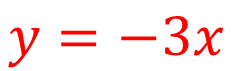 y = −3x